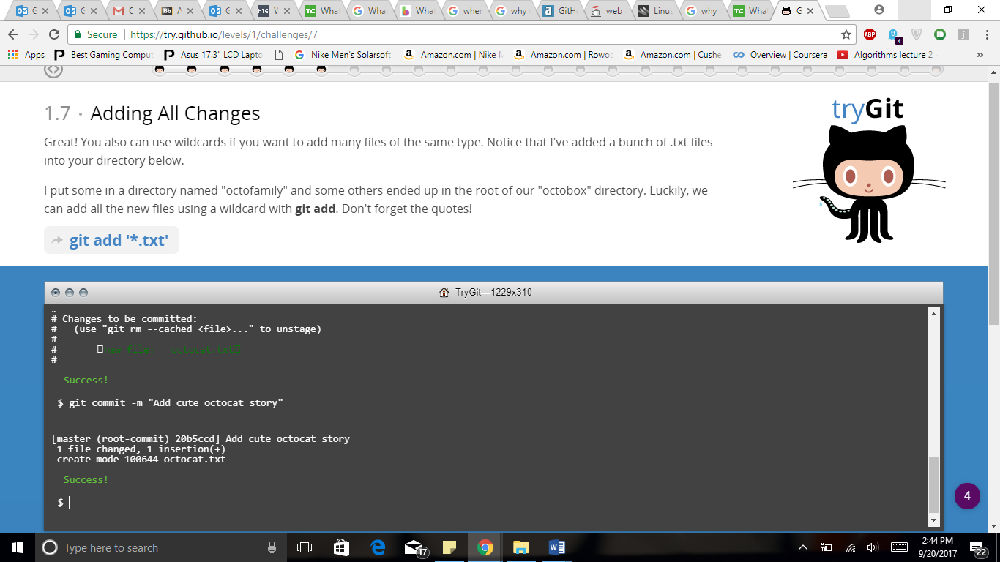 G
G
M C
Bb A
G
HTG W
TC What
G What
b What
G wher
G why
a GitH
web
Linus
G why
TC What
G
Secure https://try.github.io/levels/1/challenges/7
ABP
4
j
Apps
Best Gaming Comput
Asus 17.3" LCD Lapto
G Nike Men's Solarsoft
a Amazon.com | Nike M
a Amazon.com | Rowo
a Amazon.com | Cushe
Overview | Coursera
Algorithms lecture 2
»
1.7 · Adding All Changes
tryGit
Great! You also can use wildcards if you want to add many files of the same type. Notice that I've added a bunch of .txt files
into your directory below.
I put some in a directory named "octofamily" and some others ended up in the root of our "octobox" directory. Luckily, we
can add all the new files using a wildcard with git add. Don't forget the quotes!
git add '*.txt'
TryGit—1229x310
# Changes to be committed:
#   (use "git rm --cached <file>..." to unstage)
#
#       new file:   octocat.txt
#
Success!
$ git commit -m "Add cute octocat story"
[master (root-commit) 20b5ccd] Add cute octocat story
1 file changed, 1 insertion(+)
create mode 100644 octocat.txt
Success!
$
4
Type here to search
17
2:44 PM
9/20/2017
22